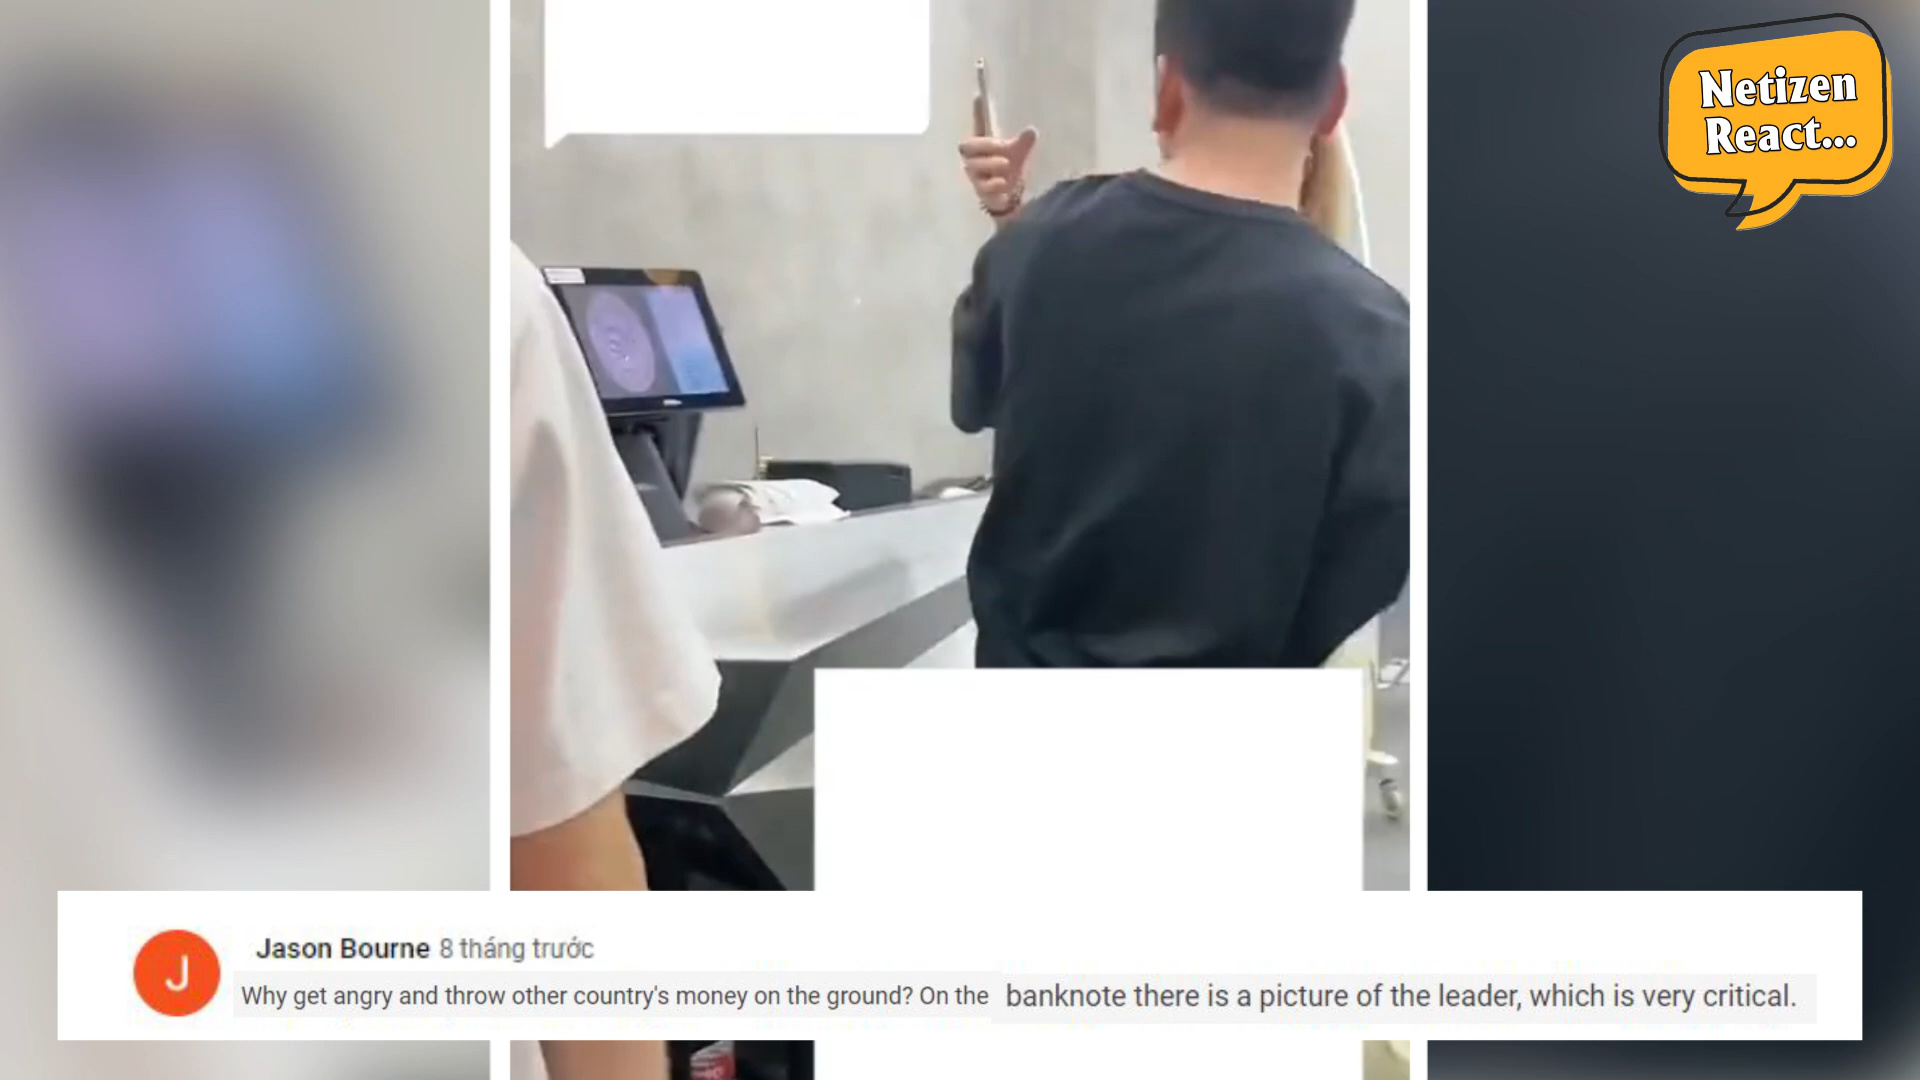 Netizen
React...
Jason Bourne 8 tháng trước
J
Why get angry and throw other country's money on the ground? On the banknote there is a picture of the leader, which is very critical.